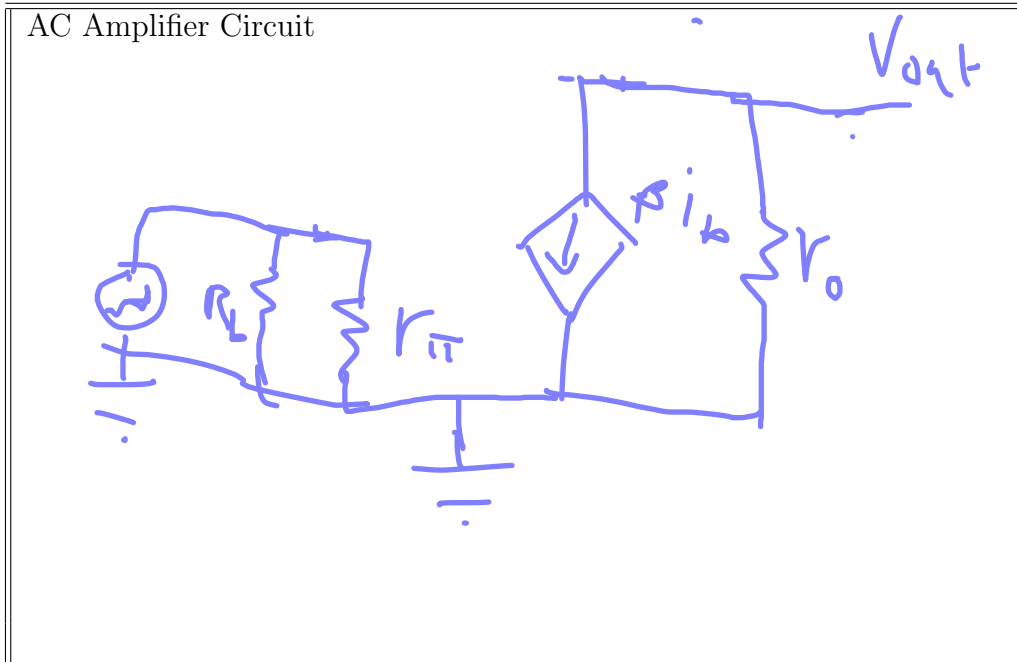 AC Amplifier Circuit
Vout
βib
RL
rπ
ro